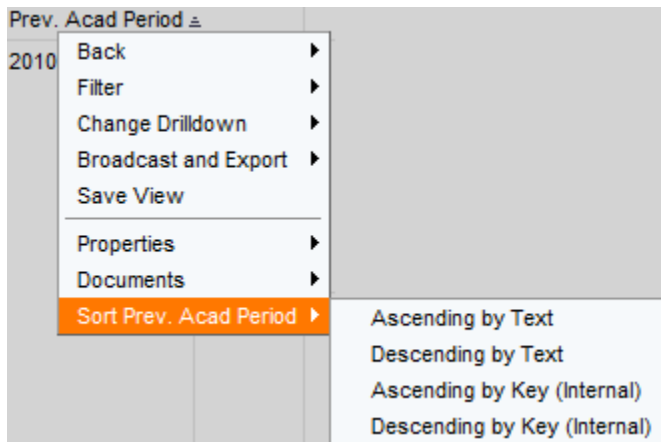 Prev. Acad Period
2010
Back
Filter
Change Drilldown
Broadcast and Export
Save View
Properties
Documents
Sort Prev. Acad Period
Ascending by Text
Descending by Text
Ascending by Key (Internal)
Descending by Key (Internal)